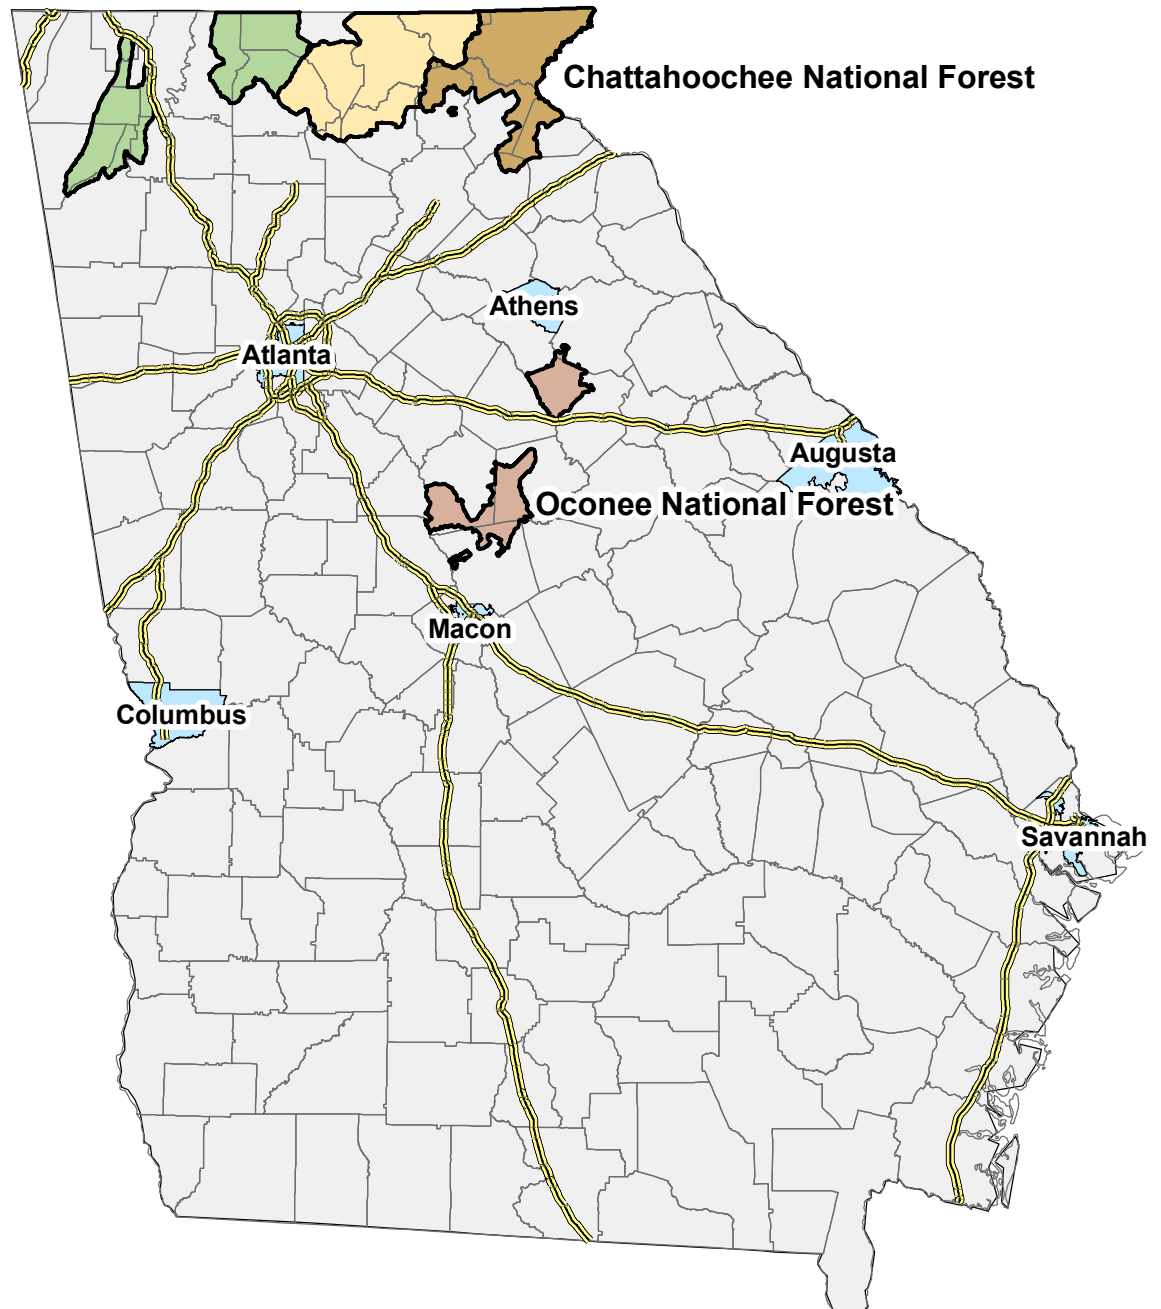 Chattahoochee National Forest
Athens
Atlanta
Augusta
Oconee National Forest
Macon
Columbus
Savannah